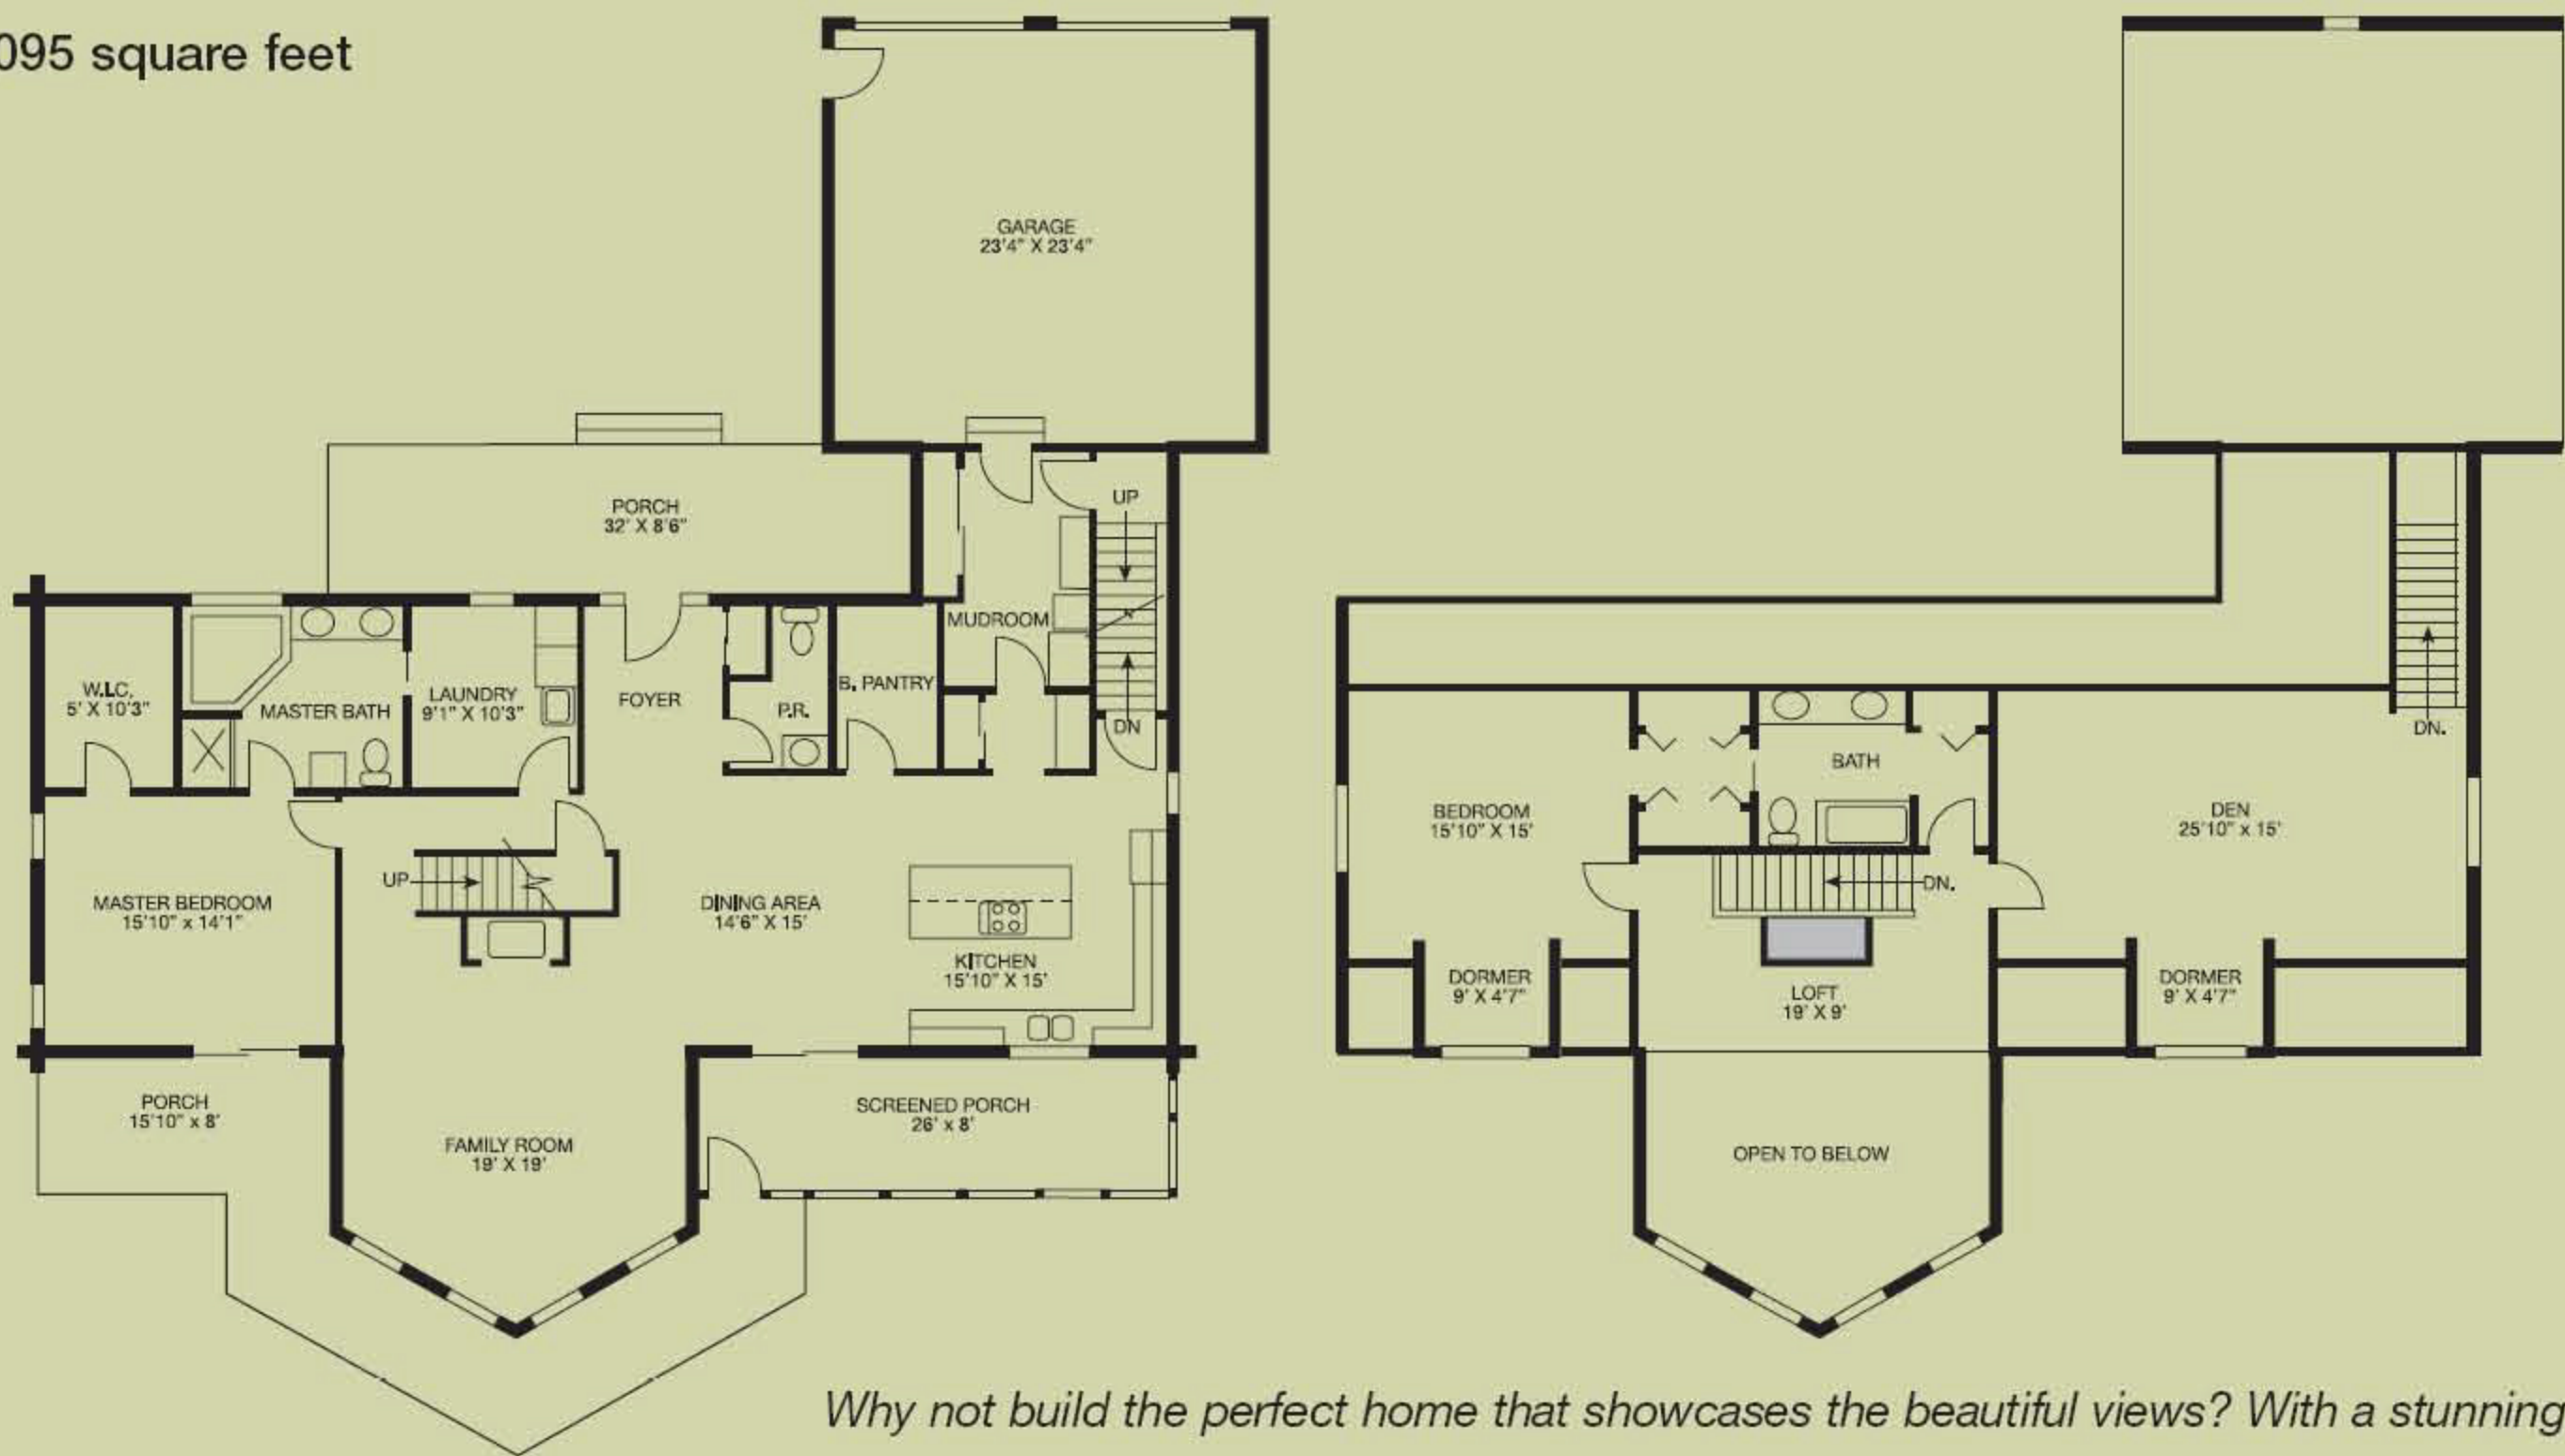 095 square feet
GARAGE
23'4" X 23'4"
PORCH
32' X 8'6"
UP
MUDROOM
W.I.C.
5' X 10'3"
MASTER BATH
LAUNDRY
9'1" X 10'3"
FOYER
P.R.
B. PANTRY
DN
UP
MASTER BEDROOM
15'10" x 14'1"
DINING AREA
14'6" X 15'
KITCHEN
15'10" X 15'
PORCH
15'10" x 8'
FAMILY ROOM
19' X 19'
SCREENED PORCH
26' x 8'
BEDROOM
15'10" X 15'
BATH
DEN
25'10" x 15'
DN.
DN.
DORMER
9' X 4'7"
LOFT
19' X 9'
DORMER
9' X 4'7"
OPEN TO BELOW
Why not build the perfect home that showcases the beautiful views? With a stunning